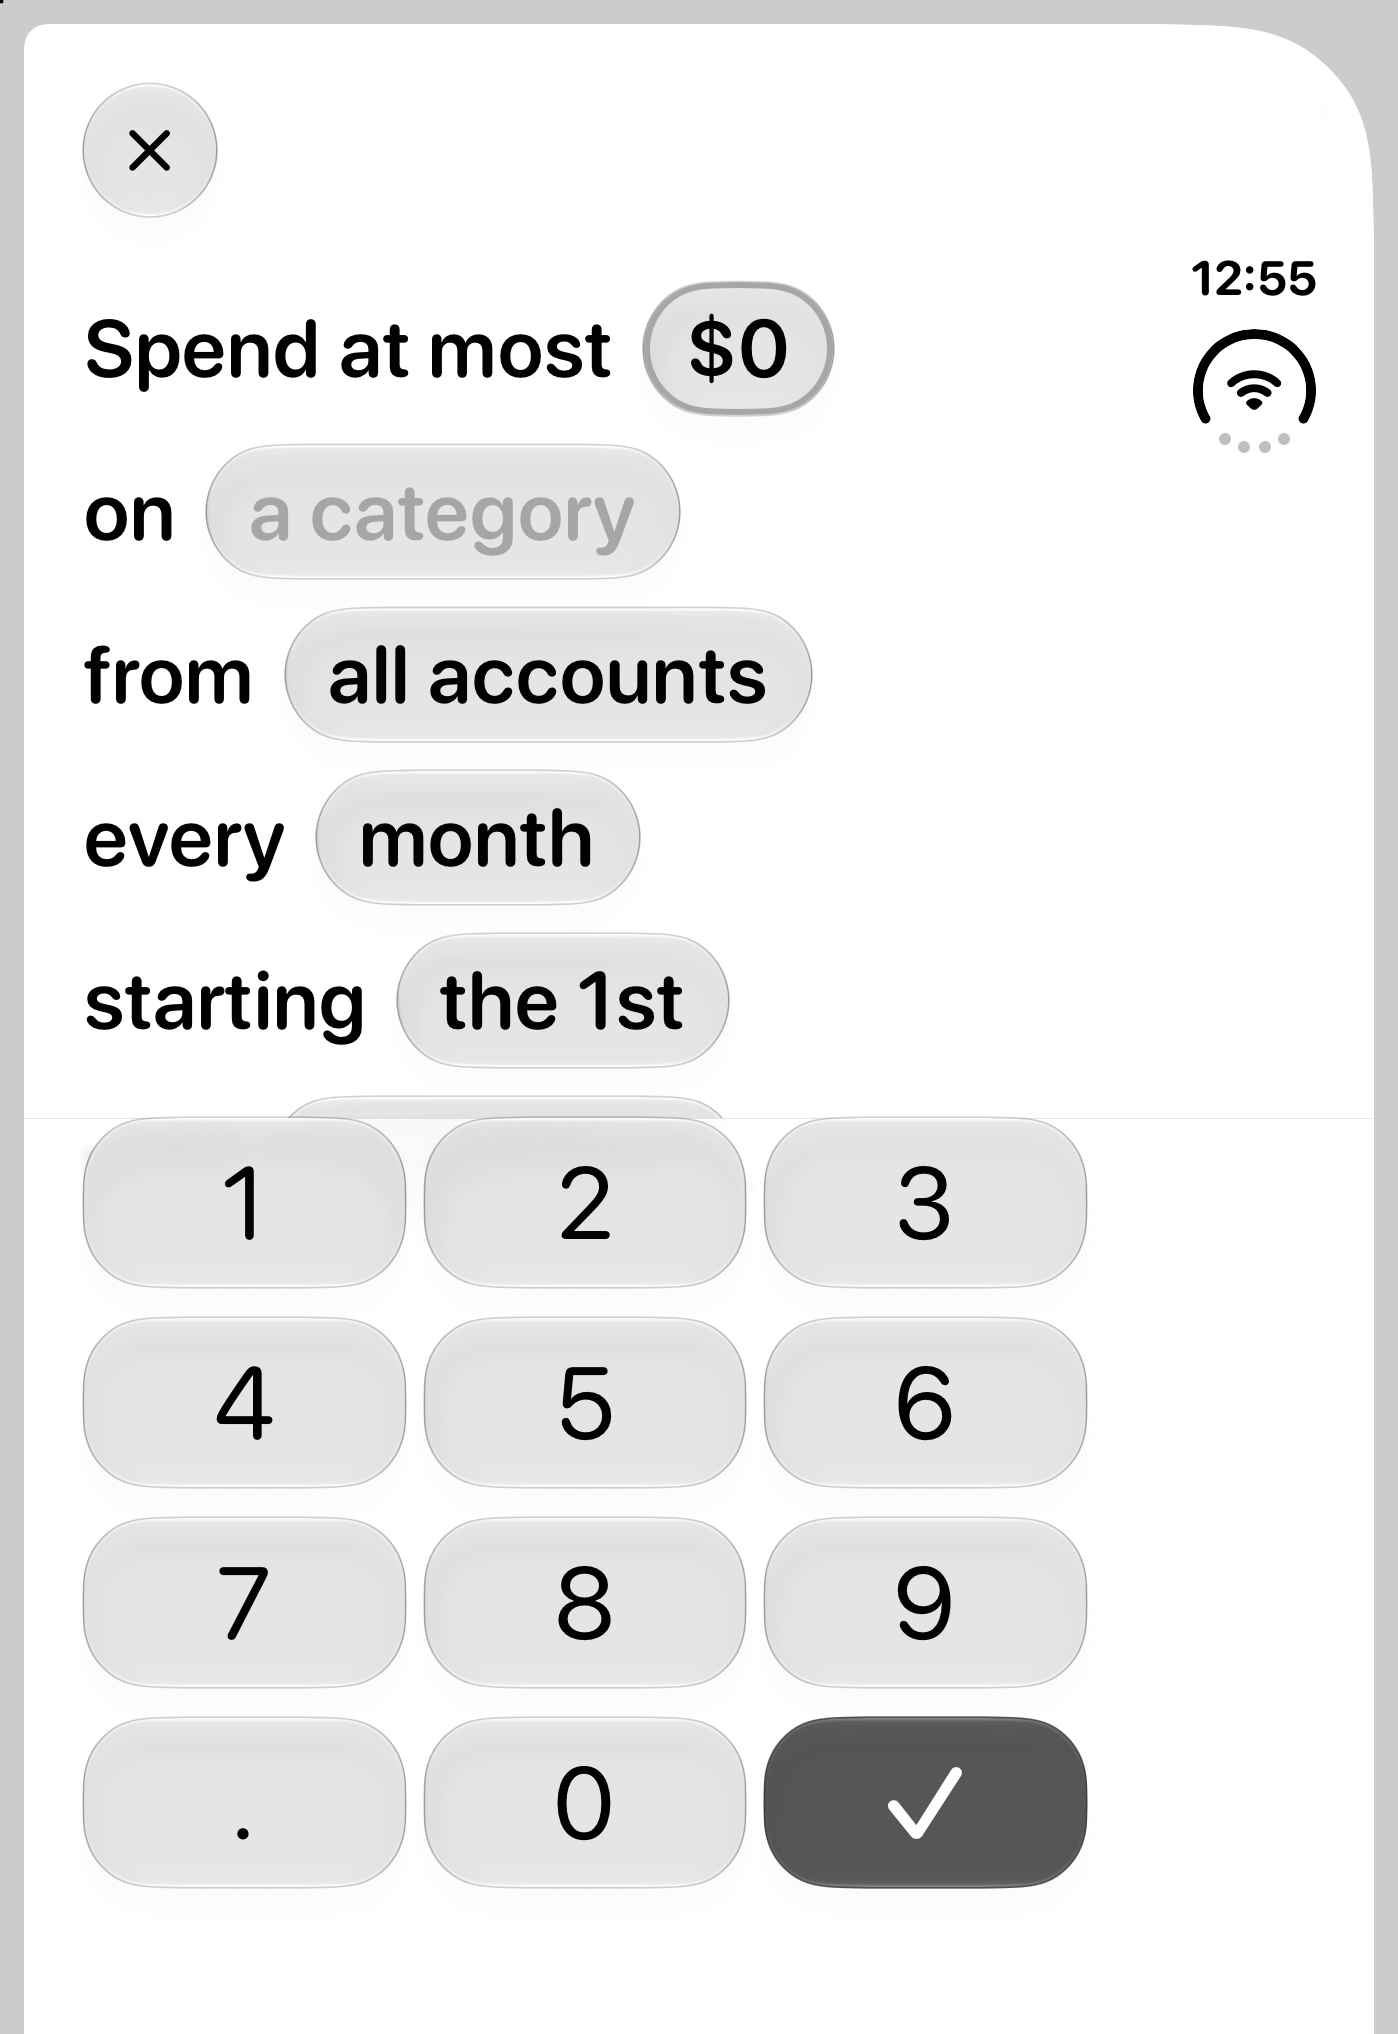 12:55
Spend at most $0
on a category
from all accounts
every month
starting the 1st
1 2 3
4 5 6
7 8 9
. 0